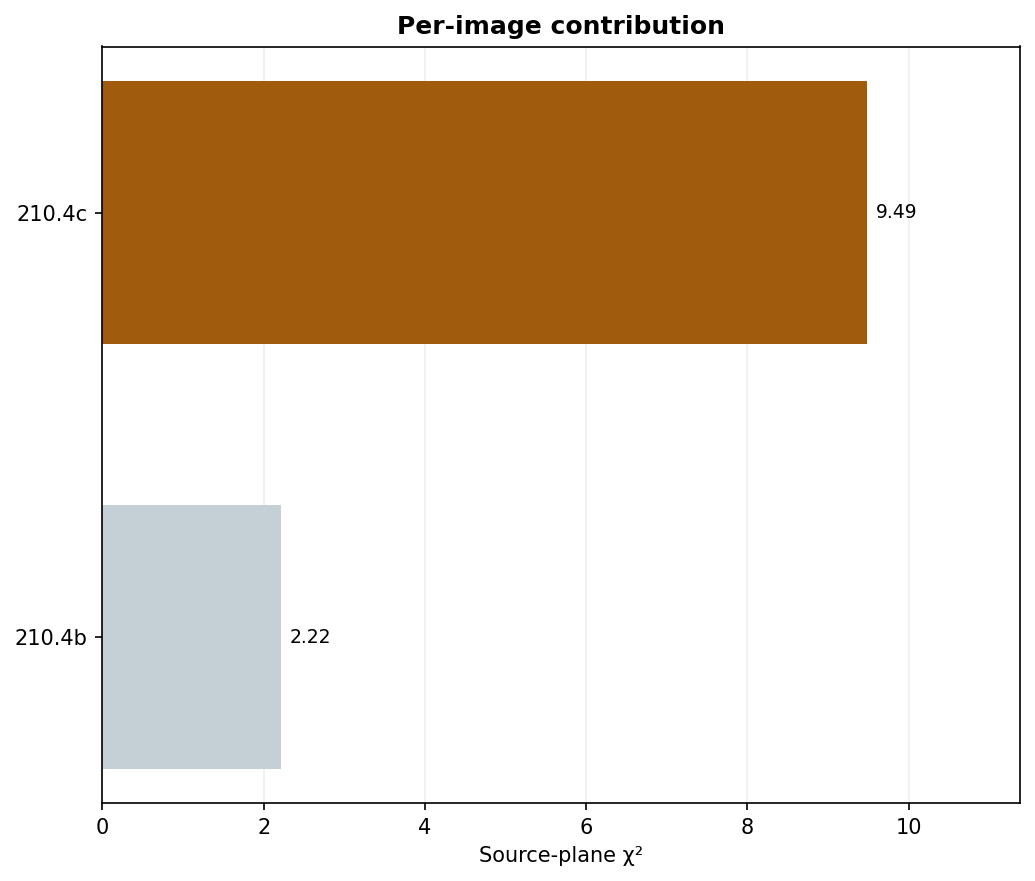 Per-image contribution
210.4c
9.49
210.4b
2.22
0 2 4 6 8 10
Source-plane χ²